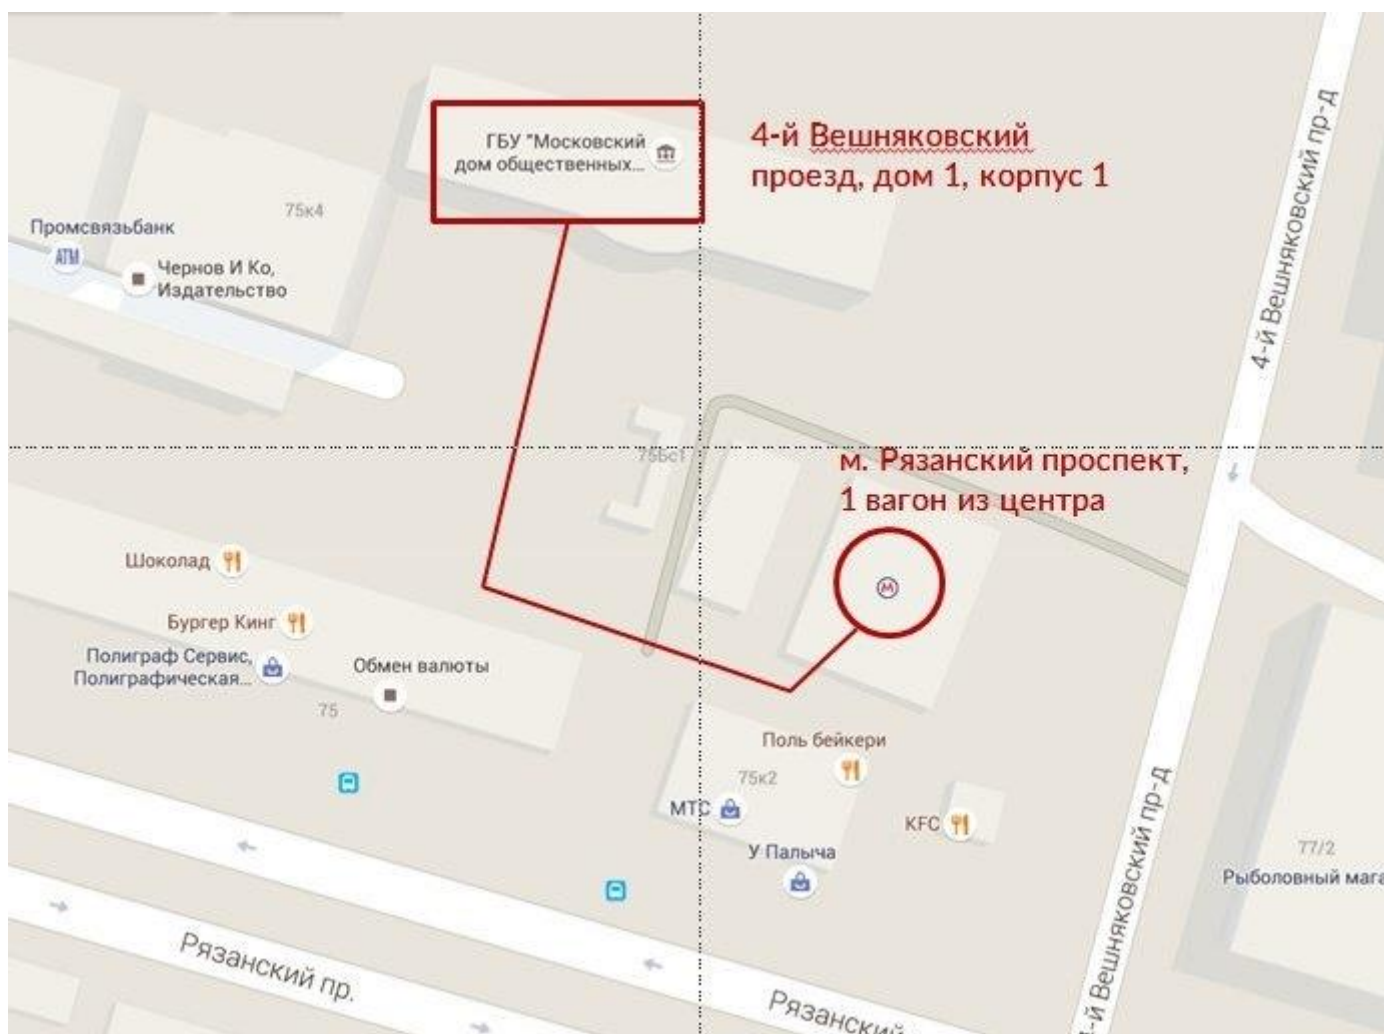 ГБУ "Московский
дом общественных...
4-й Вешняковский
проезд, дом 1, корпус 1
4-й Вешняковский пр-д
75к4
Промсвязьбанк
ATM
Чернов И Ко,
Издательство
75Бс1
м. Рязанский проспект,
1 вагон из центра
М
Шоколад
Бургер Кинг
Полиграф Сервис,
Полиграфическая...
Обмен валюты
75
Поль бейкери
75к2
МТС
KFC
У Палыча
77/2
Рыболовный мага
4-й Вешняковский пр-д
Рязанский пр.
Рязанский